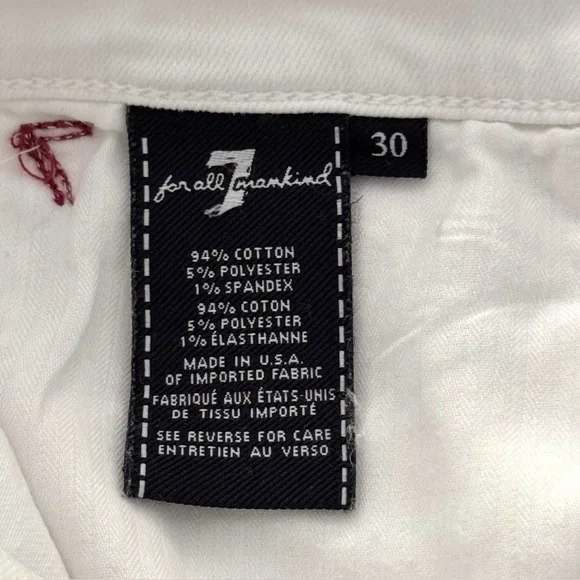 for all 7 mankind
30
94% COTTON
5% POLYESTER
1% SPANDEX
94% COTON
5% POLYESTER
1% ÉLASTHANNE
MADE IN U.S.A.
OF IMPORTED FABRIC
FABRIQUÉ AUX ÉTATS-UNIS
DE TISSU IMPORTÉ
SEE REVERSE FOR CARE
ENTRETIEN AU VERSO